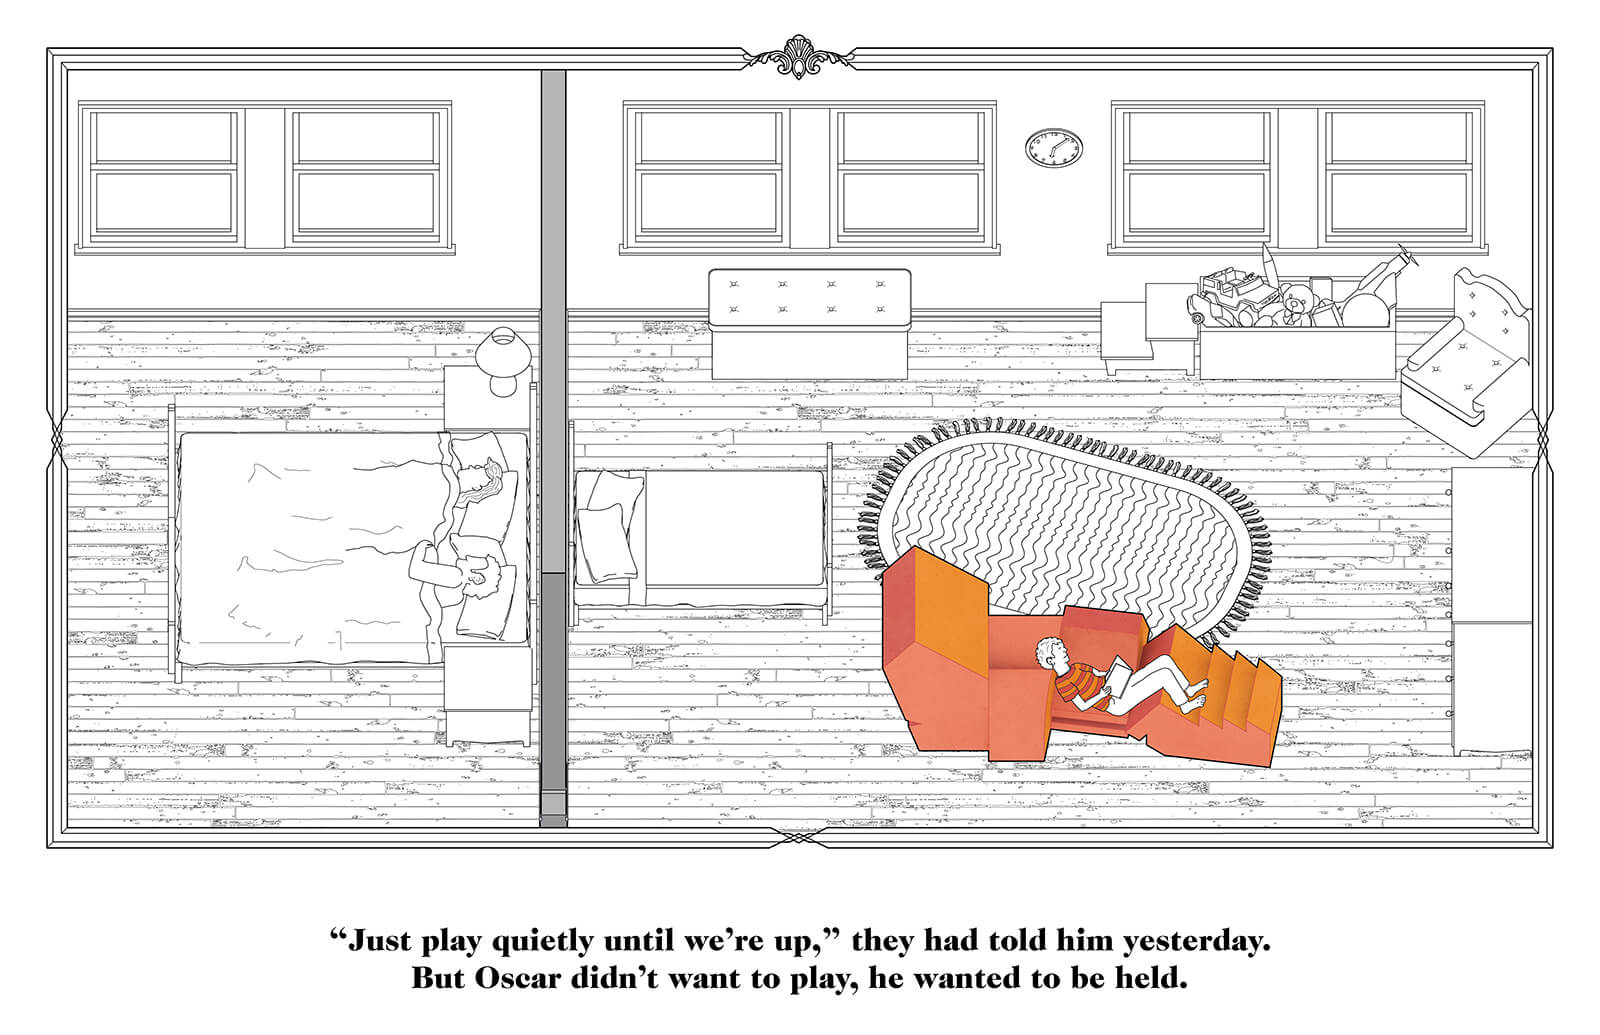 “Just play quietly until we’re up,” they had told him yesterday.
But Oscar didn’t want to play, he wanted to be held.